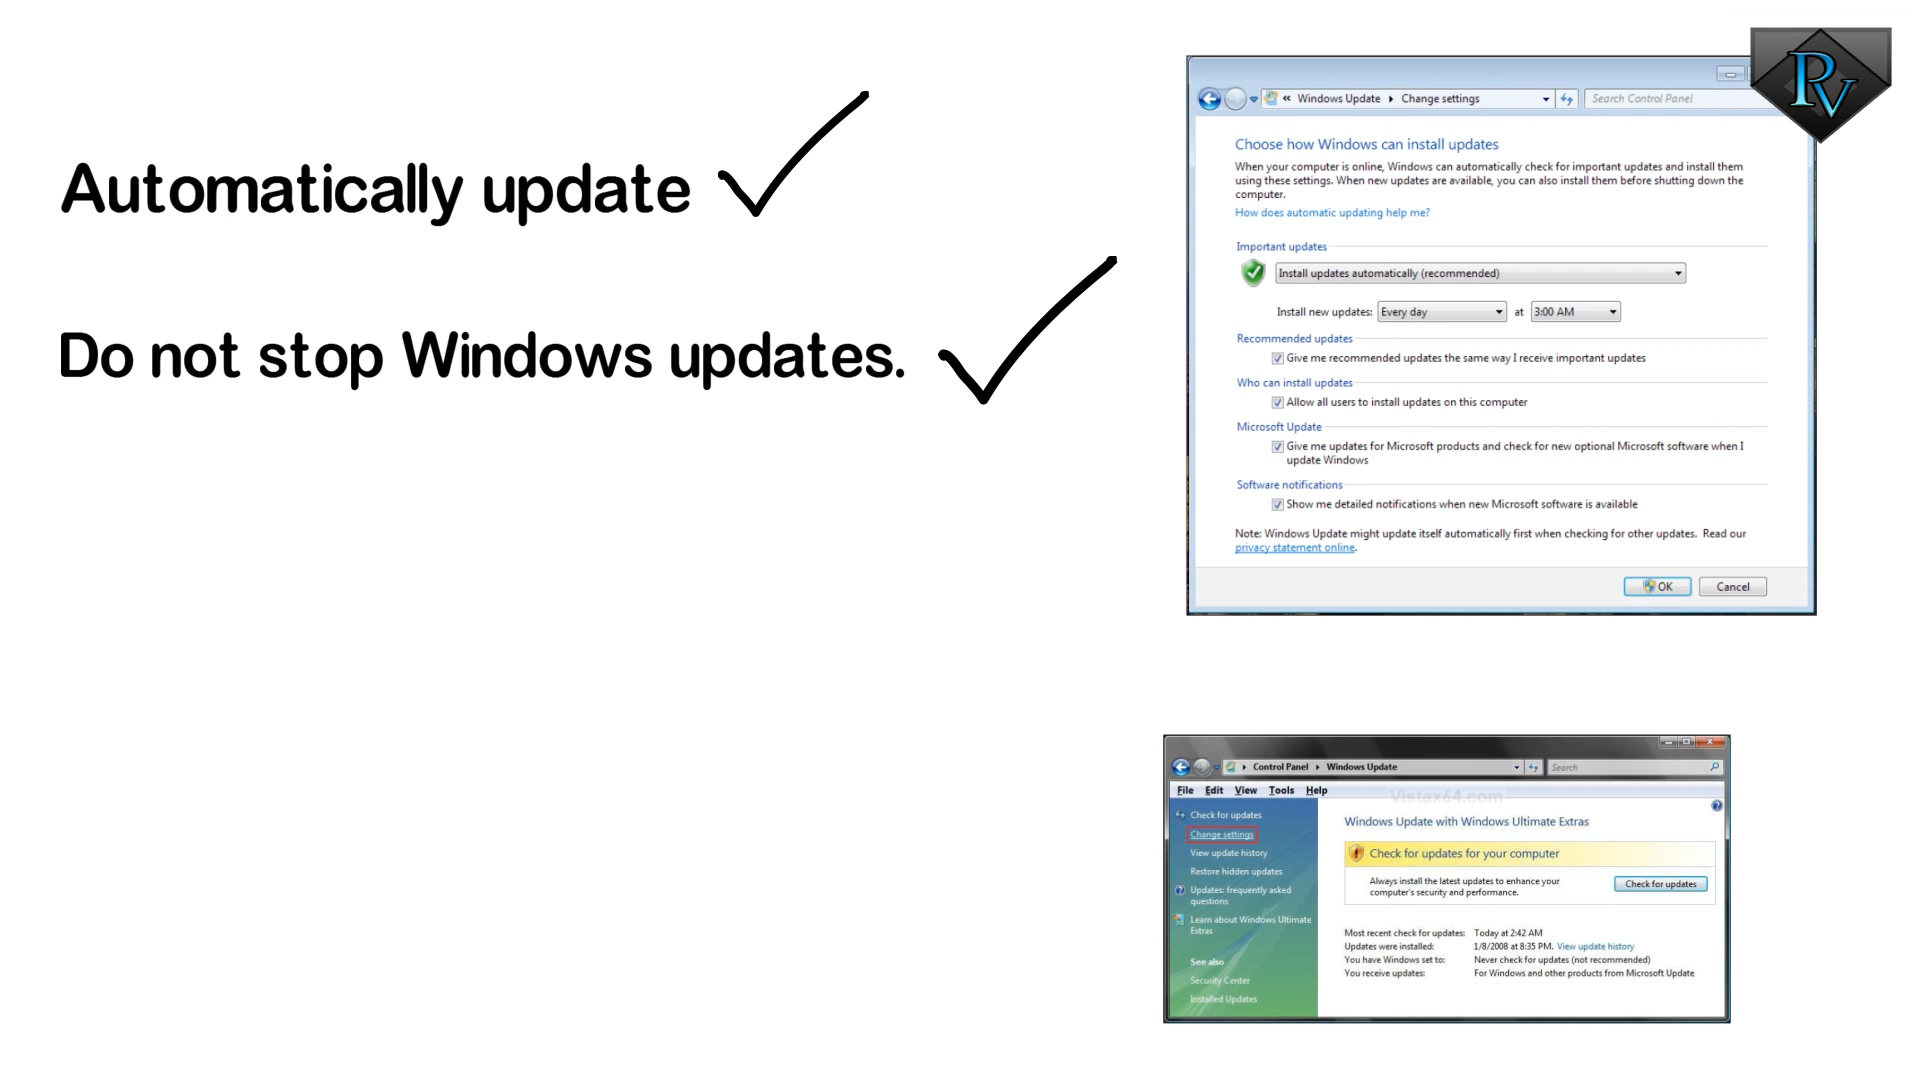 Automatically update
Do not stop Windows updates.
RV
« Windows Update ▸ Change settings
Search Control Panel
Choose how Windows can install updates
When your computer is online, Windows can automatically check for important updates and install them
using these settings. When new updates are available, you can also install them before shutting down the
computer.
How does automatic updating help me?
Important updates
Install updates automatically (recommended)
Install new updates: Every day at 3:00 AM
Recommended updates
Give me recommended updates the same way I receive important updates
Who can install updates
Allow all users to install updates on this computer
Microsoft Update
Give me updates for Microsoft products and check for new optional Microsoft software when I
update Windows
Software notifications
Show me detailed notifications when new Microsoft software is available
Note: Windows Update might update itself automatically first when checking for other updates. Read our
privacy statement online.
OK Cancel
Control Panel ▸ Windows Update
Search
File Edit View Tools Help
Vistax64.com
Check for updates
Change settings
View update history
Restore hidden updates
Updates: frequently asked
questions
Learn about Windows Ultimate
Extras
See also
Security Center
Installed Updates
Windows Update with Windows Ultimate Extras
Check for updates for your computer
Always install the latest updates to enhance your
computer's security and performance.
Check for updates
Most recent check for updates: Today at 2:42 AM
Updates were installed: 1/8/2008 at 8:35 PM. View update history
You have Windows set to: Never check for updates (not recommended)
You receive updates: For Windows and other products from Microsoft Update